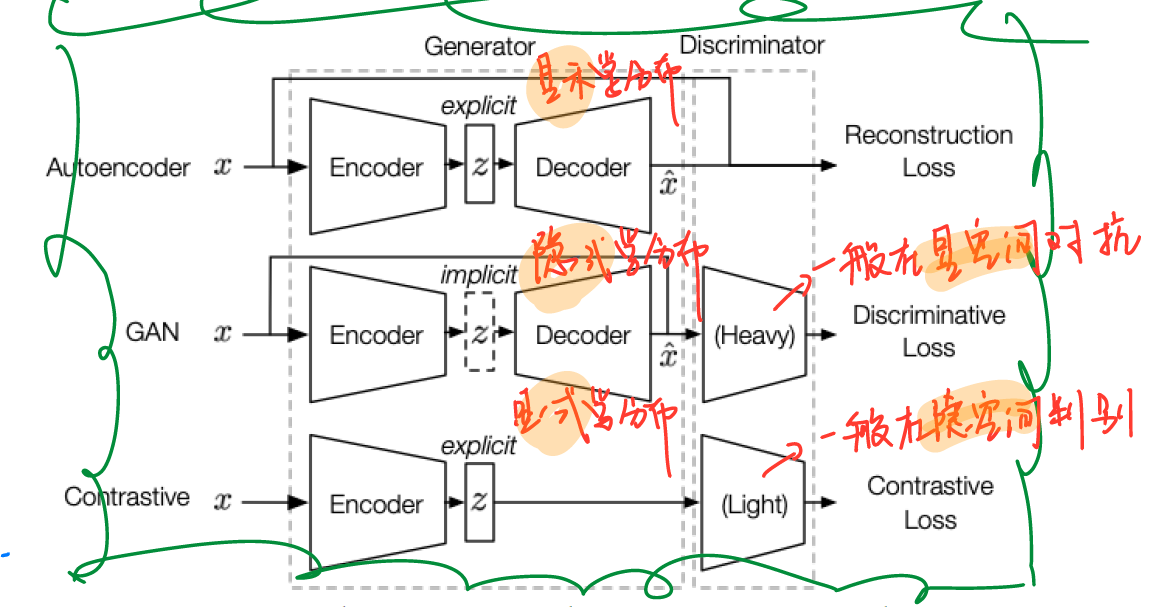 Generator Discriminator
显示学分布
explicit
Autoencoder x Encoder z Decoder x̂ Reconstruction
Loss
隐式学分布 一般在显空间对抗
implicit
GAN x Encoder z Decoder x̂ (Heavy) Discriminative
Loss
显式学分布 一般在隐空间判别
explicit
Contrastive x Encoder z (Light) Contrastive
Loss